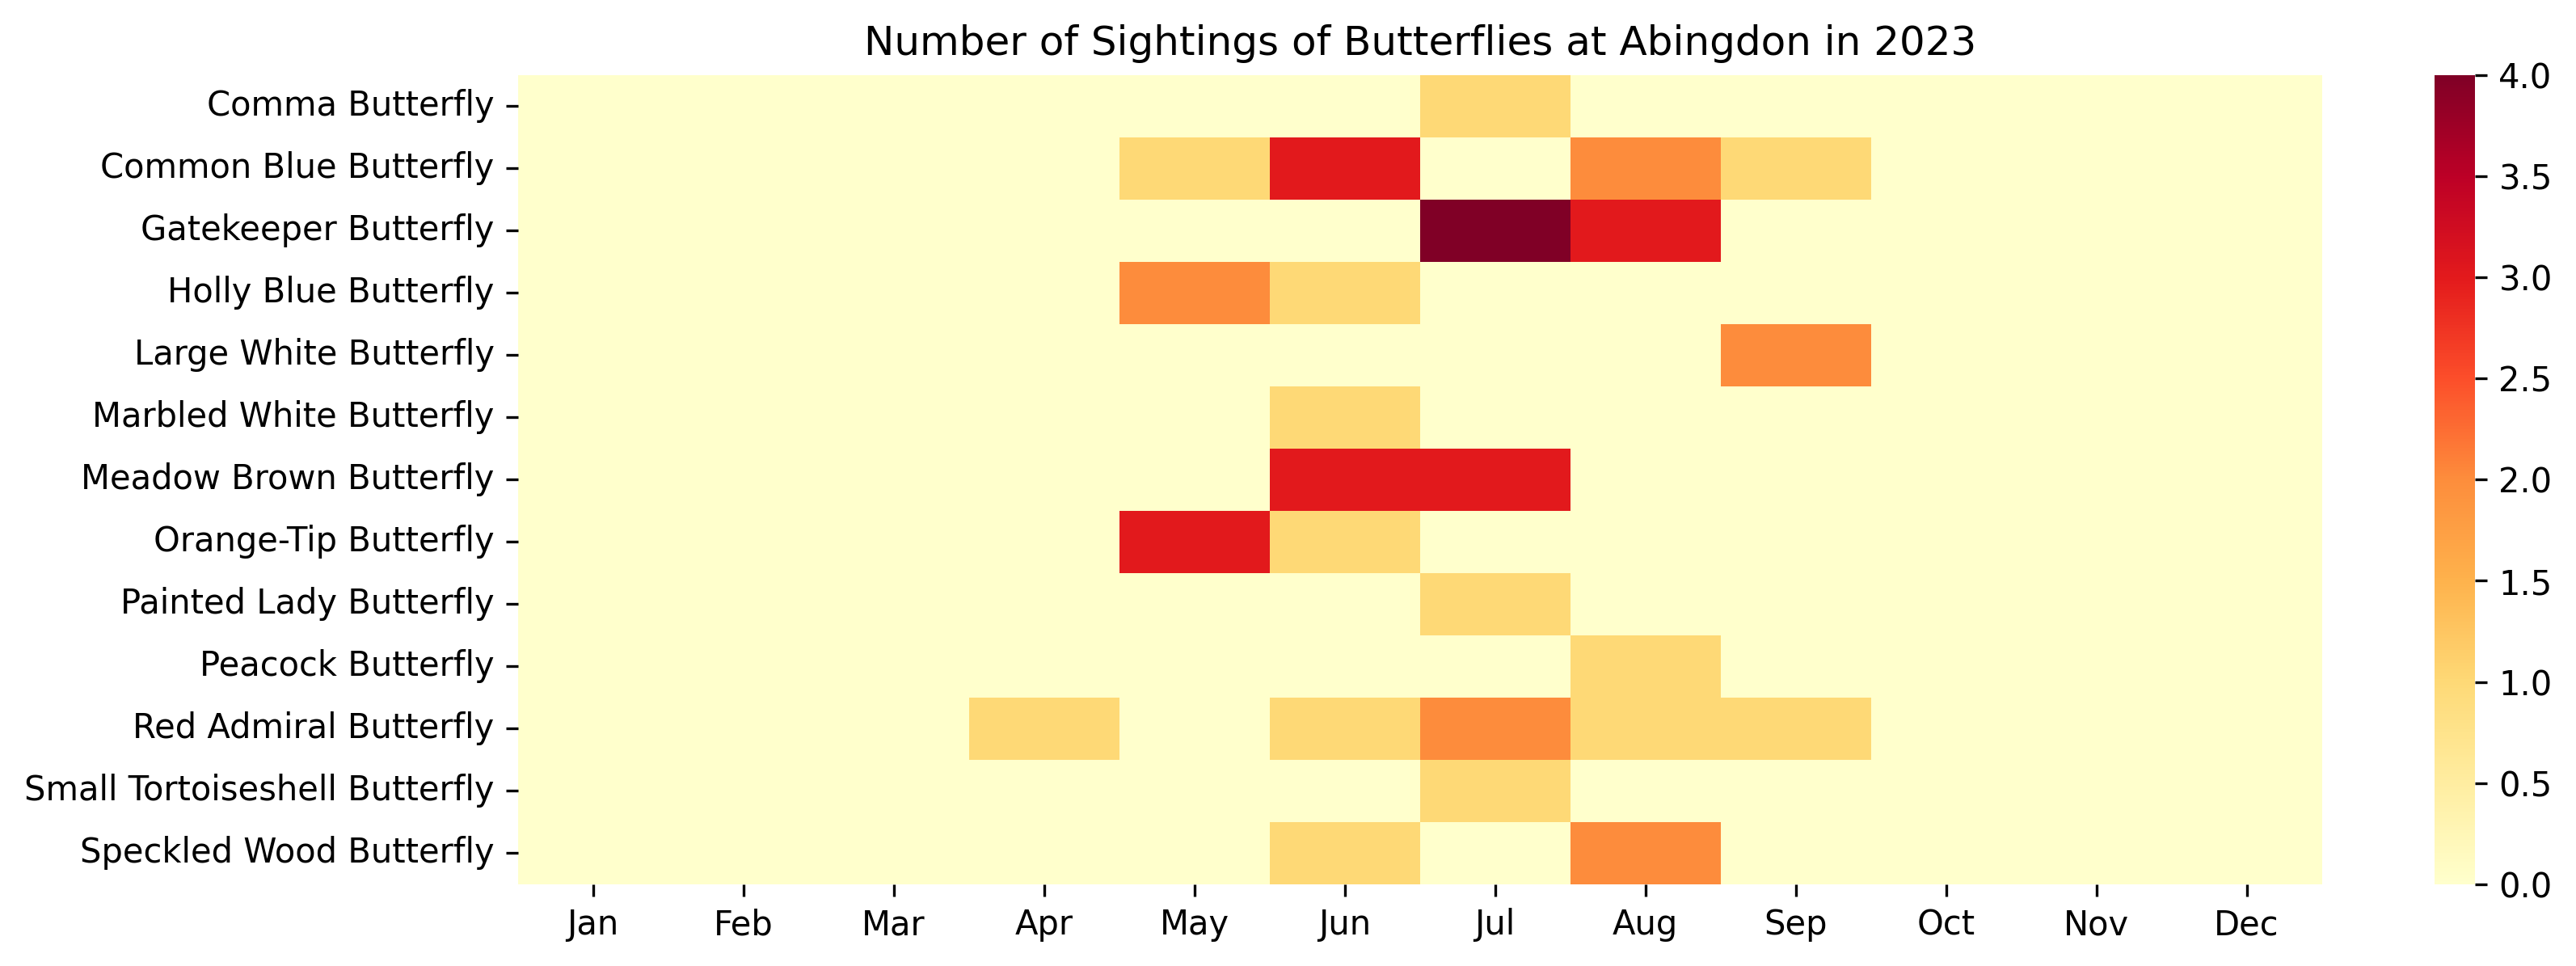 Number of Sightings of Butterflies at Abingdon in 2023
Comma Butterfly
Common Blue Butterfly
Gatekeeper Butterfly
Holly Blue Butterfly
Large White Butterfly
Marbled White Butterfly
Meadow Brown Butterfly
Orange-Tip Butterfly
Painted Lady Butterfly
Peacock Butterfly
Red Admiral Butterfly
Small Tortoiseshell Butterfly
Speckled Wood Butterfly
Jan Feb Mar Apr May Jun Jul Aug Sep Oct Nov Dec
4.0
3.5
3.0
2.5
2.0
1.5
1.0
0.5
0.0